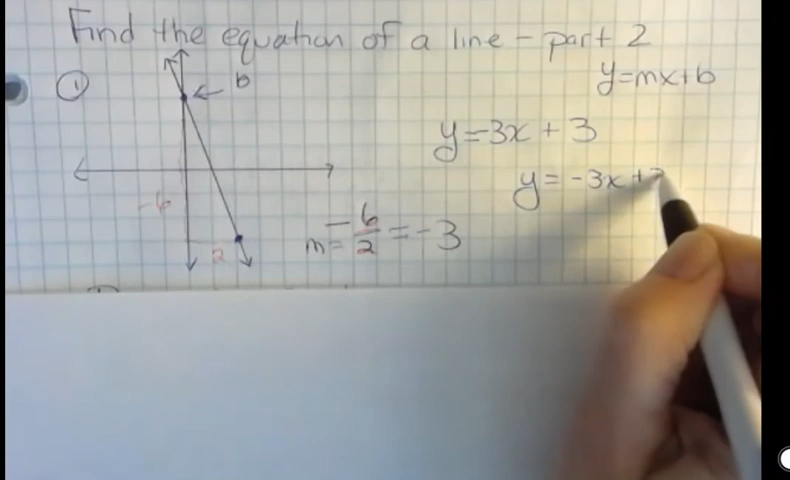 Find the equation of a line - part 2
y=mx+b
① b
y=-3x + 3
y = -3x +
-6
m= -6/2 = -3
2